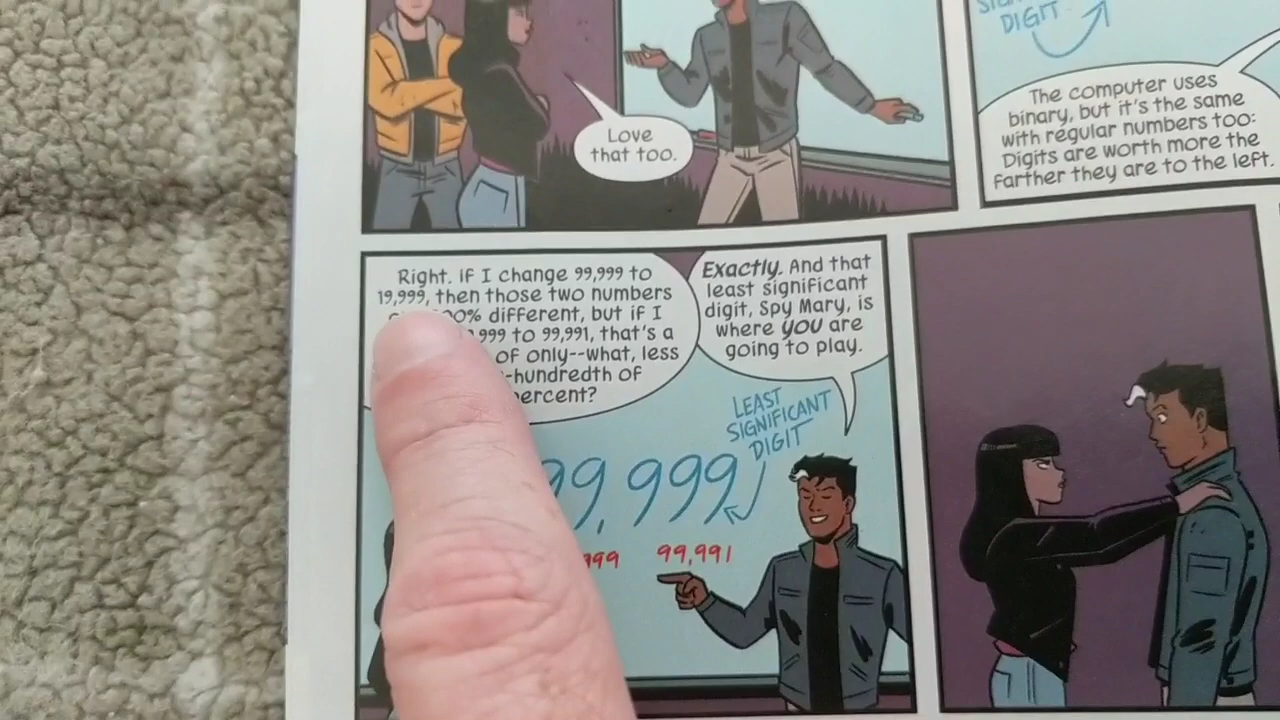 Love
that too.
DIGIT
The computer uses
binary, but it's the same
with regular numbers too:
Digits are worth more the
farther they are to the left.
Right. If I change 99,999 to
19,999, then those two numbers
% different, but if I
999 to 99,991, that's a
of only--what, less
-hundredth of
percent?
Exactly. And that
least significant
digit, Spy Mary, is
where you are
going to play.
LEAST
SIGNIFICANT
DIGIT
99,999
999 99,991